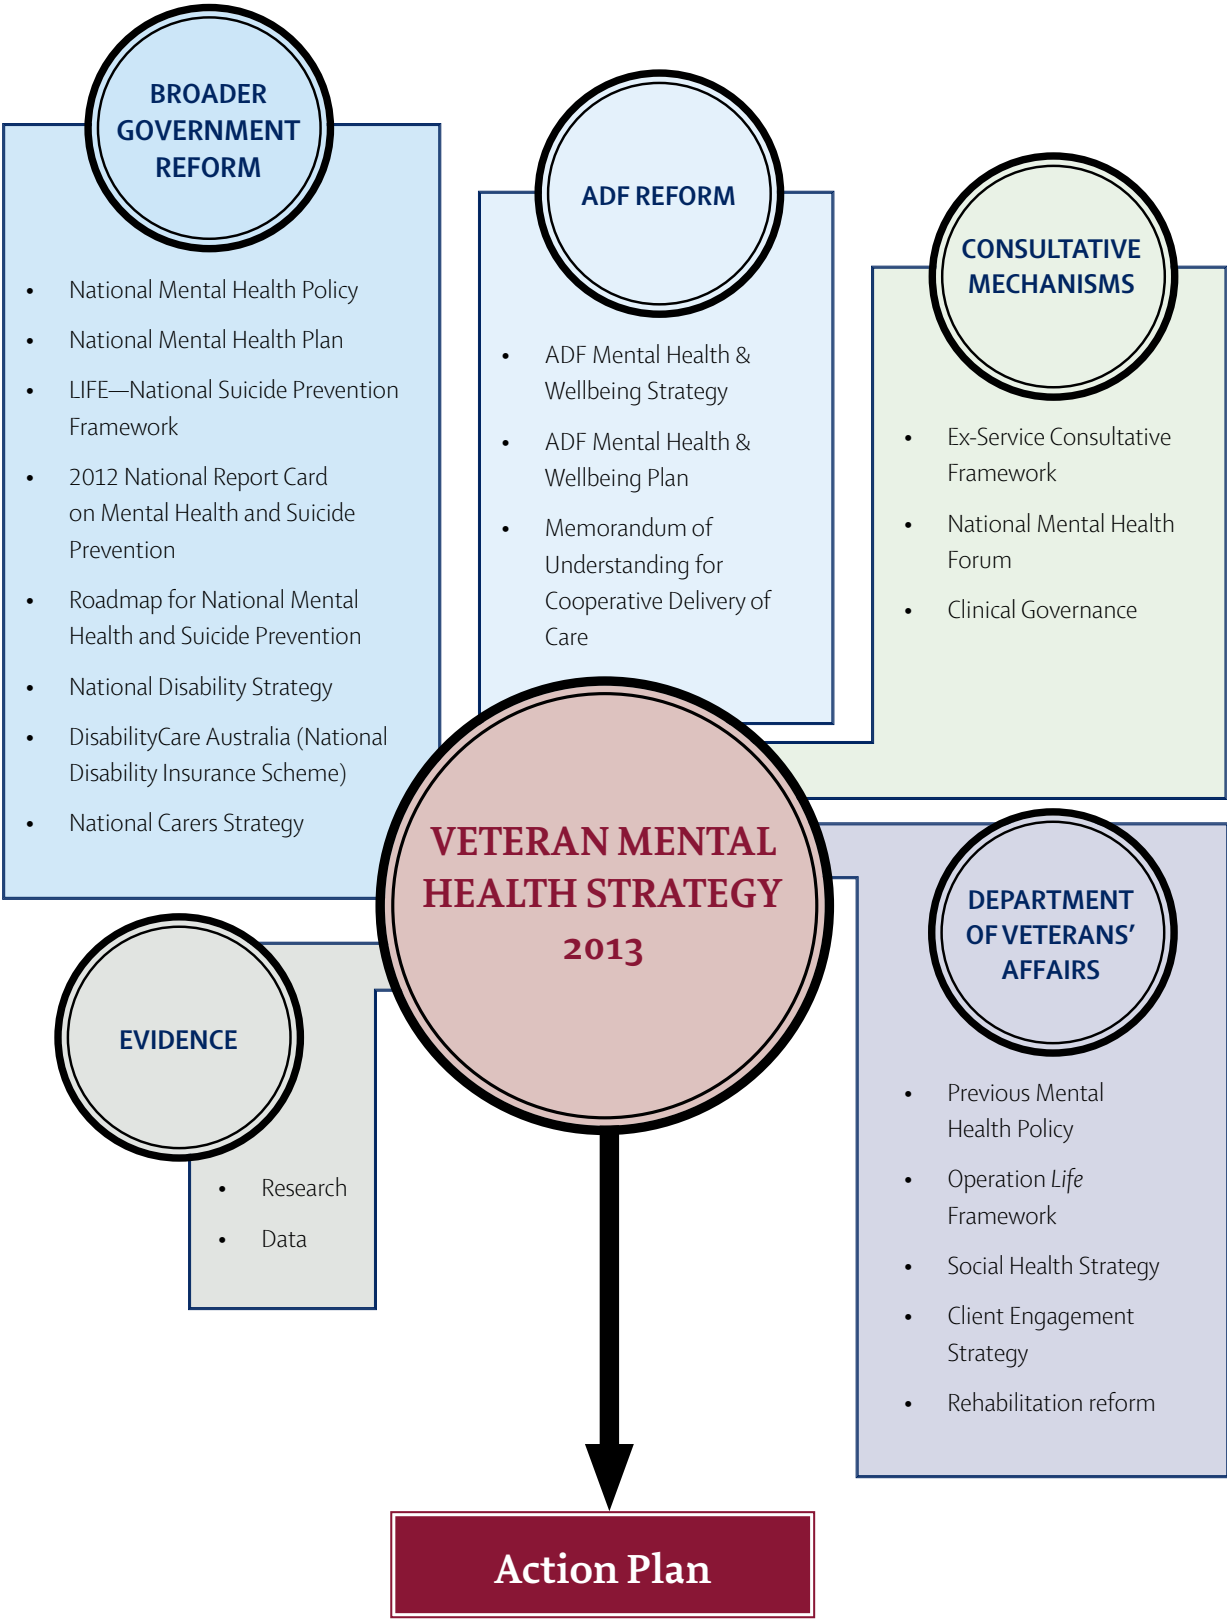 BROADER
GOVERNMENT
REFORM
• National Mental Health Policy
• National Mental Health Plan
• LIFE—National Suicide Prevention
Framework
• 2012 National Report Card
on Mental Health and Suicide
Prevention
• Roadmap for National Mental
Health and Suicide Prevention
• National Disability Strategy
• DisabilityCare Australia (National
Disability Insurance Scheme)
• National Carers Strategy
ADF REFORM
• ADF Mental Health &
Wellbeing Strategy
• ADF Mental Health &
Wellbeing Plan
• Memorandum of
Understanding for
Cooperative Delivery of
Care
CONSULTATIVE
MECHANISMS
• Ex-Service Consultative
Framework
• National Mental Health
Forum
• Clinical Governance
VETERAN MENTAL
HEALTH STRATEGY
2013
DEPARTMENT
OF VETERANS’
AFFAIRS
• Previous Mental
Health Policy
• Operation Life
Framework
• Social Health Strategy
• Client Engagement
Strategy
• Rehabilitation reform
EVIDENCE
• Research
• Data
Action Plan